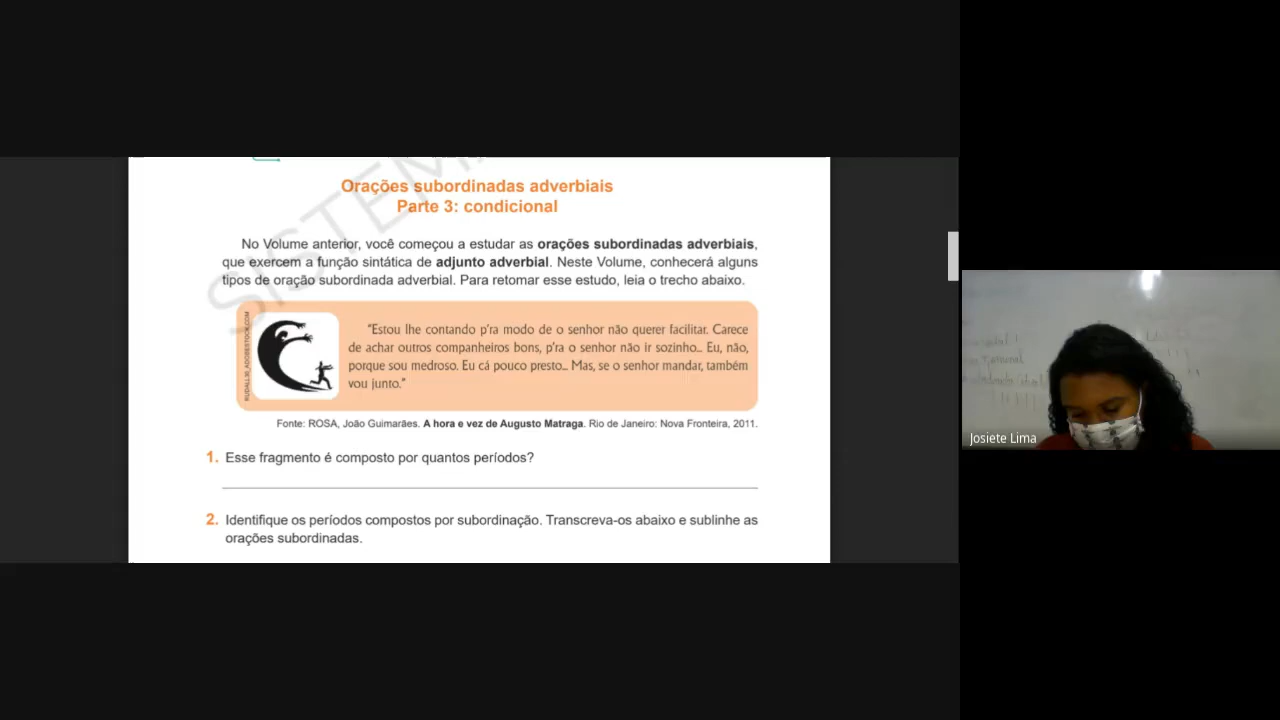 SISTEM
Orações subordinadas adverbiais
Parte 3: condicional
No Volume anterior, você começou a estudar as orações subordinadas adverbiais,
que exercem a função sintática de adjunto adverbial. Neste Volume, conhecerá alguns
tipos de oração subordinada adverbial. Para retomar esse estudo, leia o trecho abaixo.
RUDALL30_ADOBESTOCK.COM
“Estou lhe contando p’ra modo de o senhor não querer facilitar. Carece
de achar outros companheiros bons, p’ra o senhor não ir sozinho... Eu, não,
porque sou medroso. Eu cá pouco presto... Mas, se o senhor mandar, também
vou junto.”
Fonte: ROSA, João Guimarães. A hora e vez de Augusto Matraga. Rio de Janeiro: Nova Fronteira, 2011.
1. Esse fragmento é composto por quantos períodos?
2. Identifique os períodos compostos por subordinação. Transcreva-os abaixo e sublinhe as
orações subordinadas.
Josiete Lima